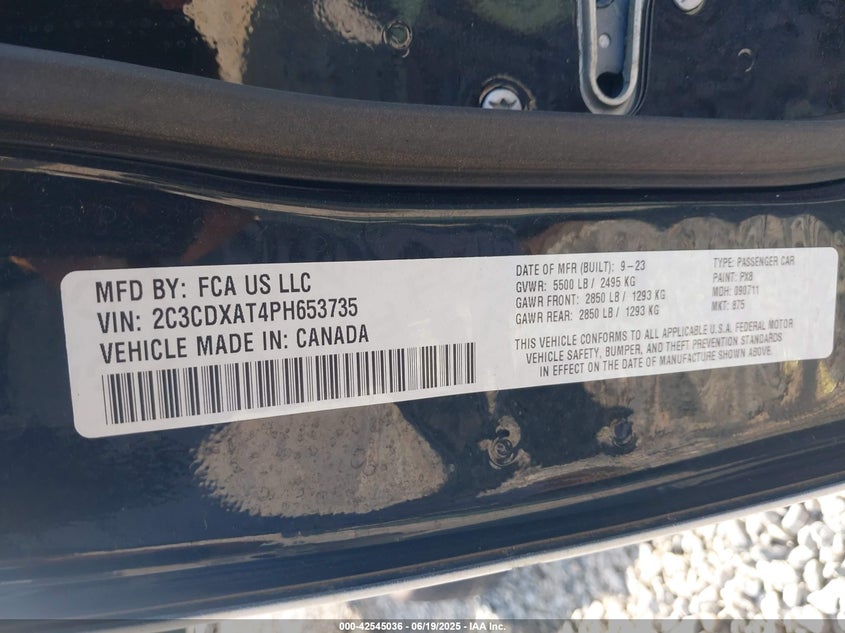 MFD BY: FCA US LLC
VIN: 2C3CDXAT4PH653735
VEHICLE MADE IN: CANADA
DATE OF MFR (BUILT): 9-23
GVWR: 5500 LB / 2495 KG
GAWR FRONT: 2850 LB / 1293 KG
GAWR REAR: 2850 LB / 1293 KG
TYPE: PASSENGER CAR
PAINT: PX8
MDH: 090711
MKT: 875
THIS VEHICLE CONFORMS TO ALL APPLICABLE U.S.A. FEDERAL MOTOR
VEHICLE SAFETY, BUMPER, AND THEFT PREVENTION STANDARDS
IN EFFECT ON THE DATE OF MANUFACTURE SHOWN ABOVE.
000-42545036 - 06/19/2025 - IAA Inc.